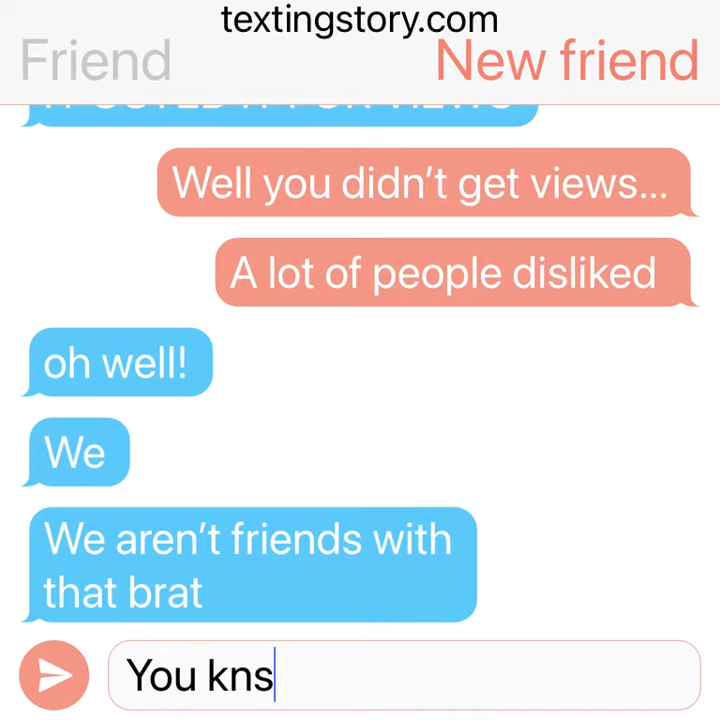 textingstory.com
Friend
New friend
Well you didn't get views...
A lot of people disliked
oh well!
We
We aren't friends with
that brat
You kns